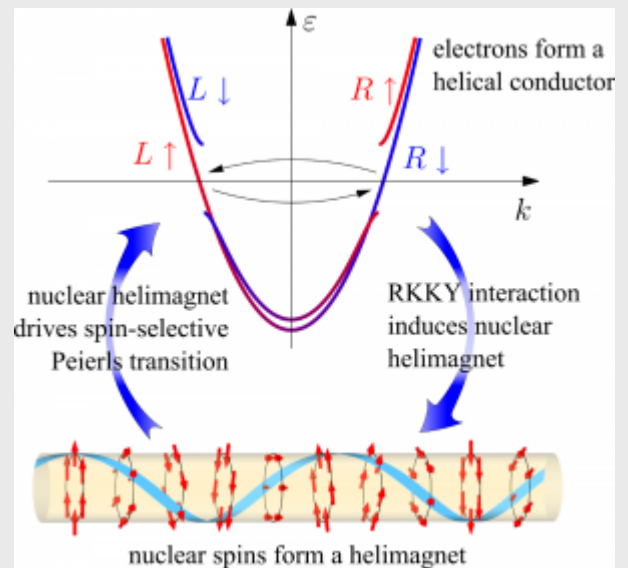 ε
electrons form a
helical conductor
L ↓
R ↑
L ↑
R ↓
k
nuclear helimagnet
drives spin-selective
Peierls transition
RKKY interaction
induces nuclear
helimagnet
nuclear spins form a helimagnet